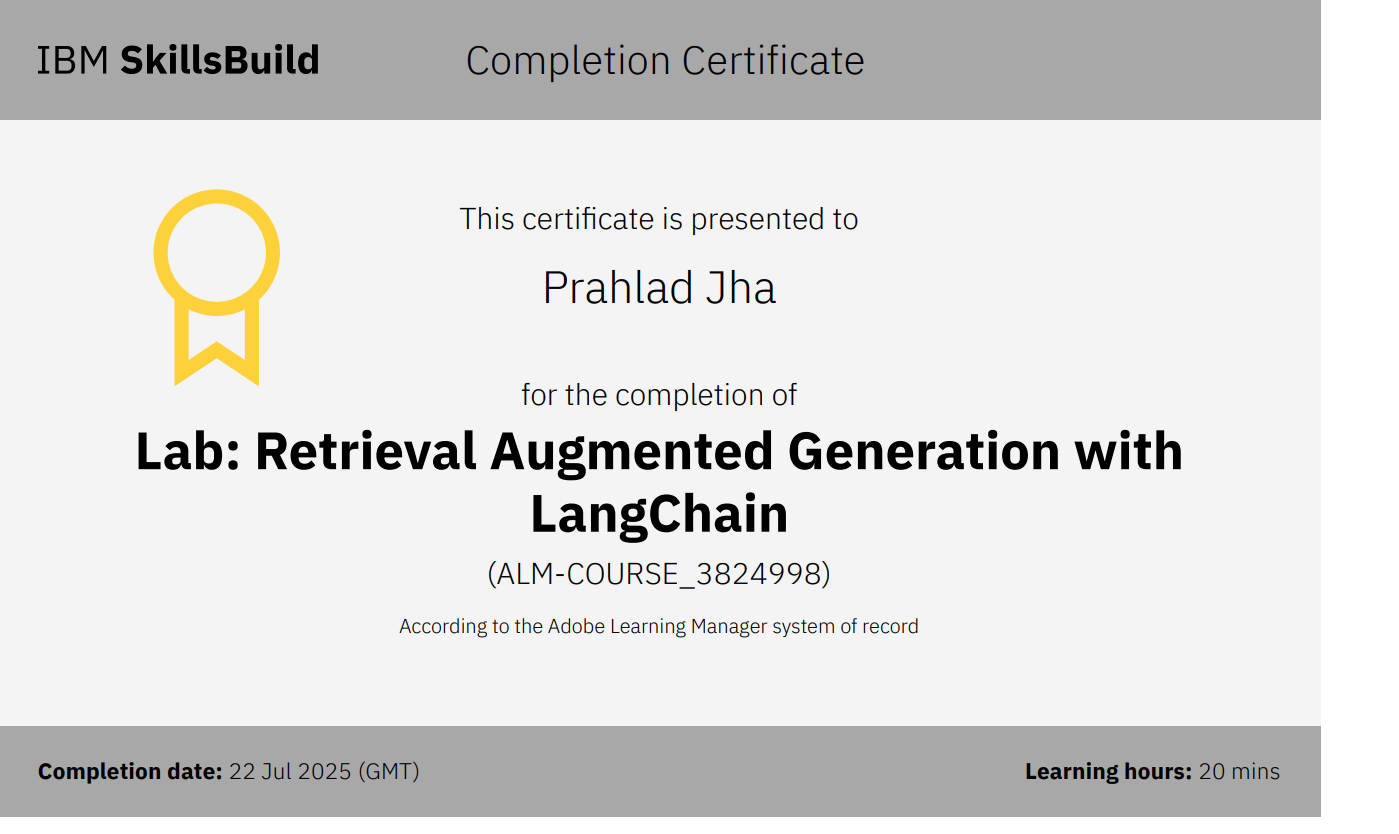 IBM SkillsBuild
Completion Certificate
This certificate is presented to
Prahlad Jha
for the completion of
Lab: Retrieval Augmented Generation with
LangChain
(ALM-COURSE_3824998)
According to the Adobe Learning Manager system of record
Completion date: 22 Jul 2025 (GMT)
Learning hours: 20 mins